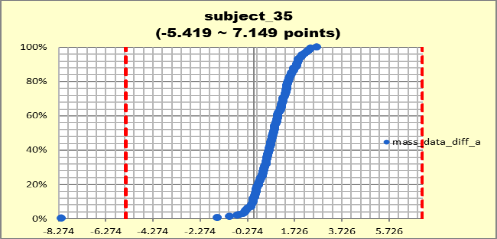 subject_35
(-5.419 ~ 7.149 points)
100%
80%
60%
40%
20%
0%
mass_data_diff_a
-8.274 -6.274 -4.274 -2.274 -0.274 1.726 3.726 5.726